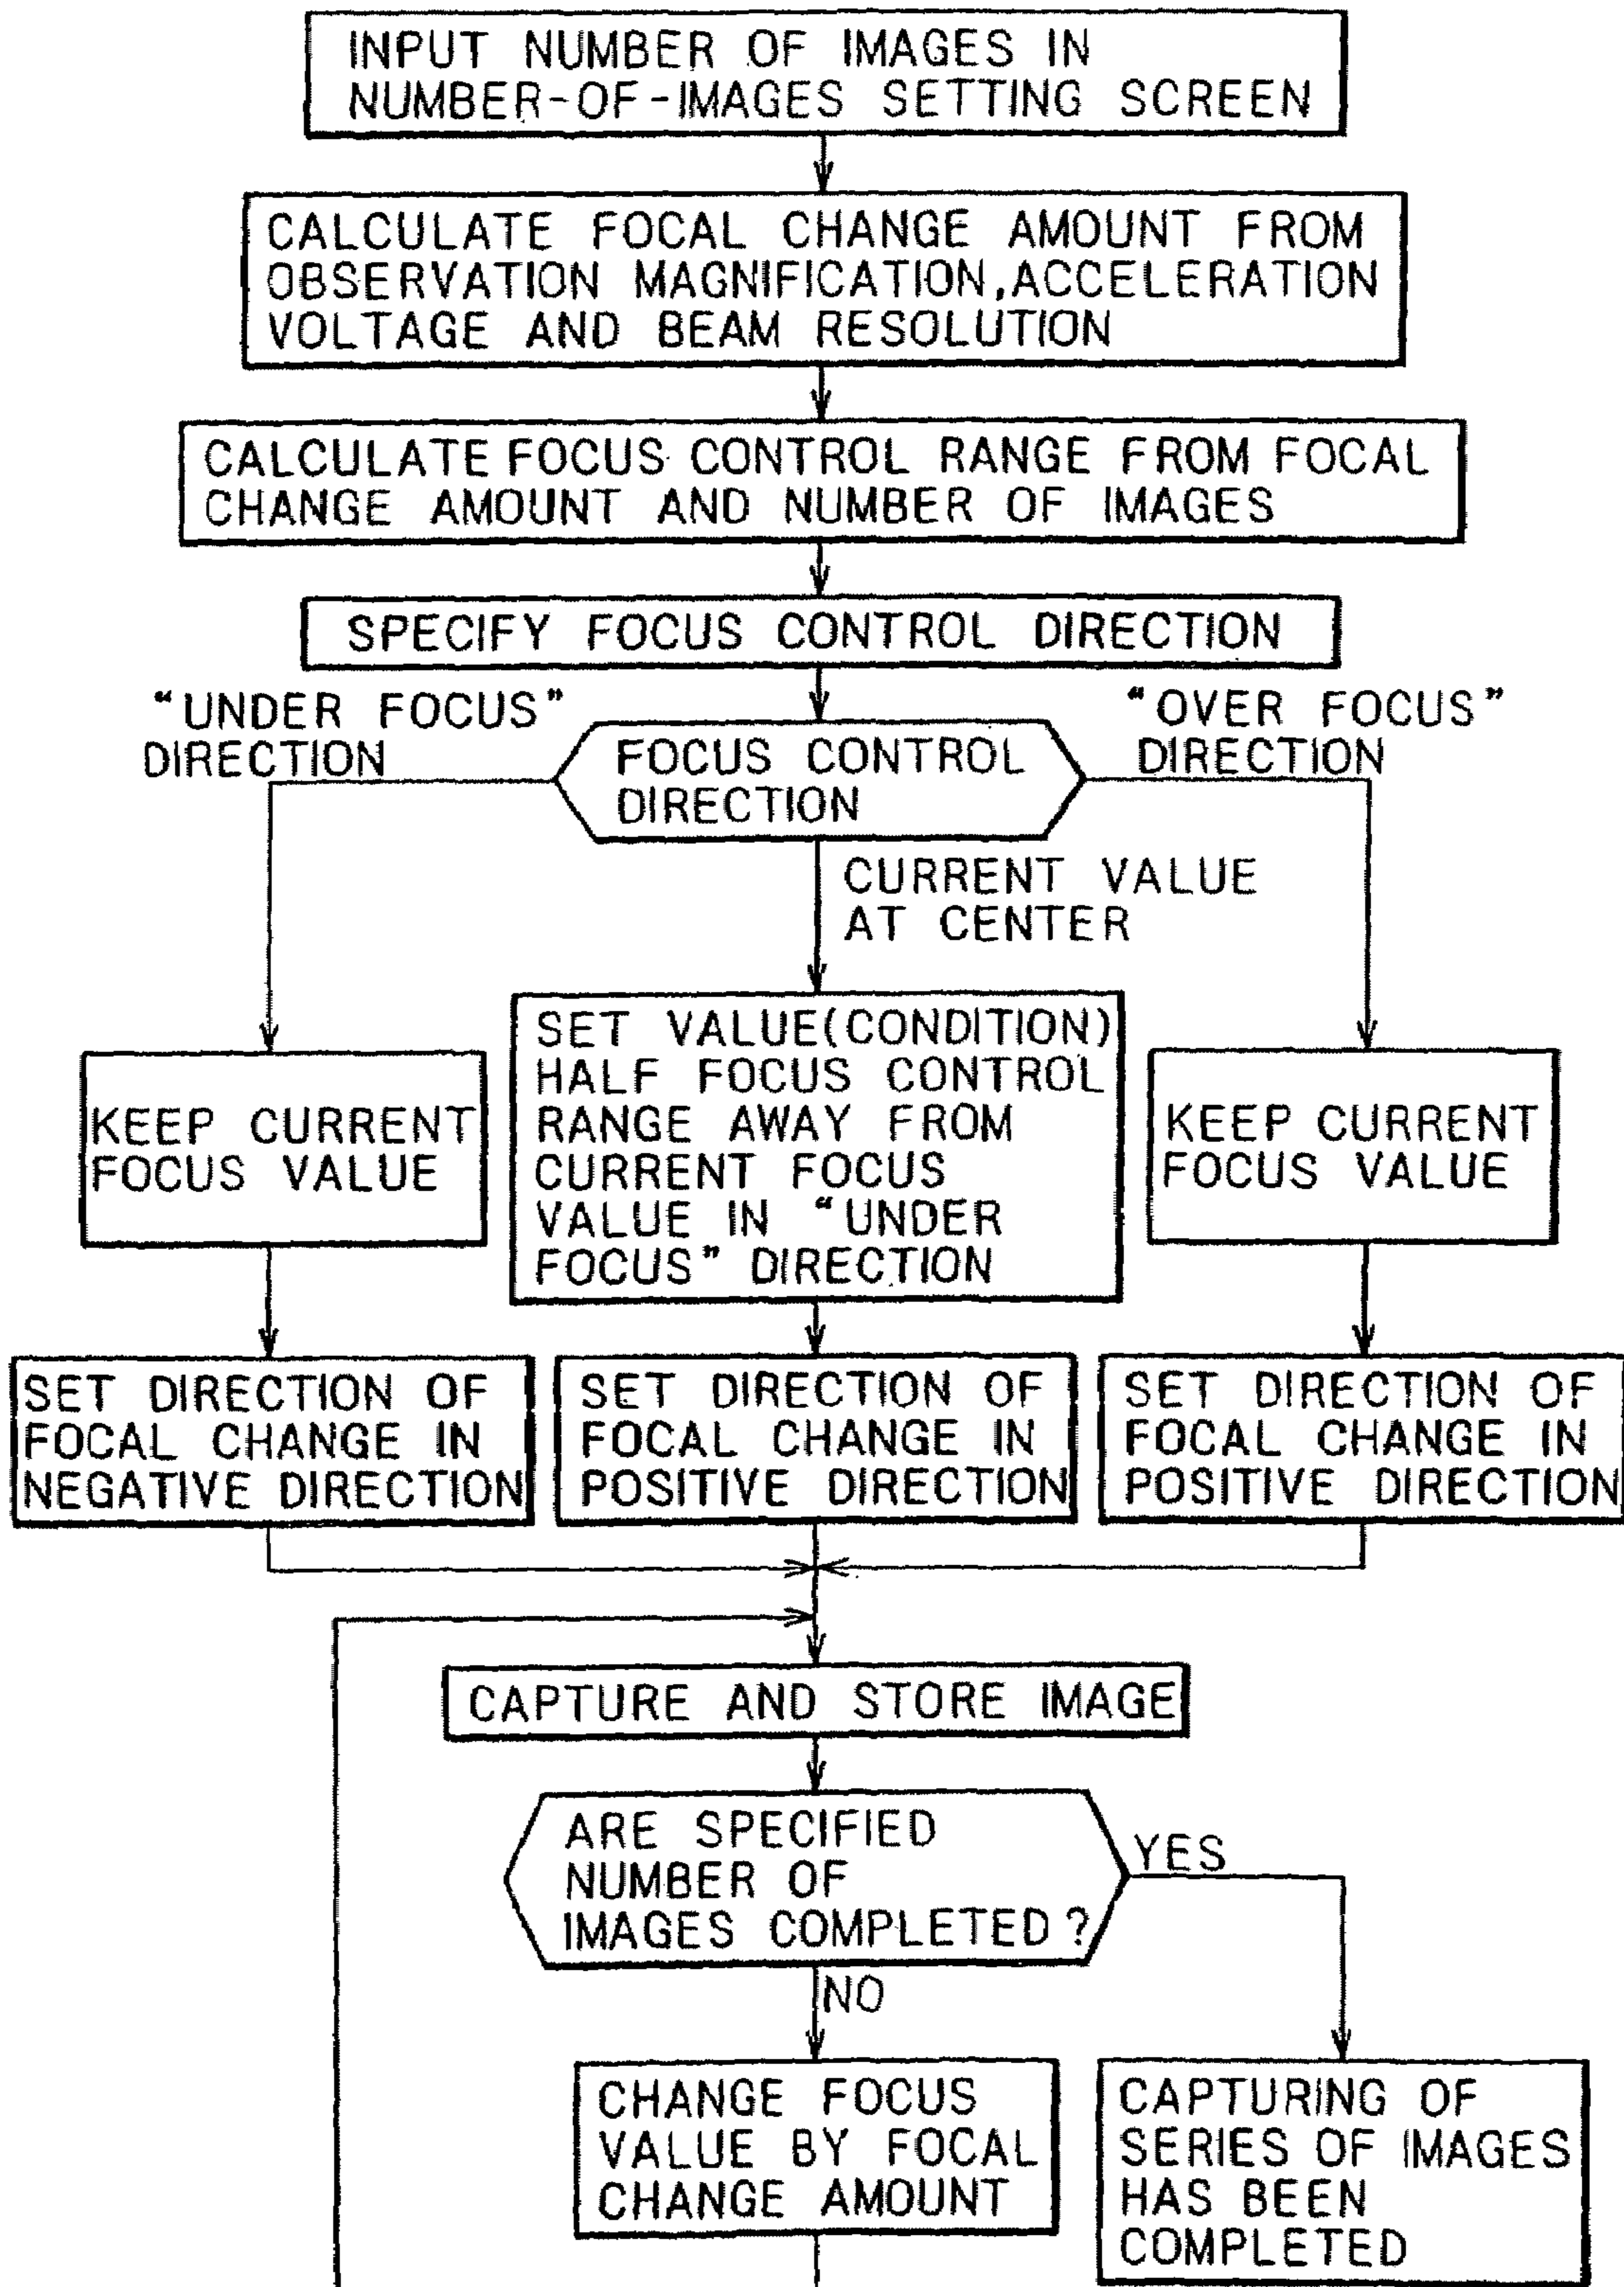 INPUT NUMBER OF IMAGES IN
NUMBER-OF-IMAGES SETTING SCREEN
CALCULATE FOCAL CHANGE AMOUNT FROM
OBSERVATION MAGNIFICATION,ACCELERATION
VOLTAGE AND BEAM RESOLUTION
CALCULATE FOCUS CONTROL RANGE FROM FOCAL
CHANGE AMOUNT AND NUMBER OF IMAGES
SPECIFY FOCUS CONTROL DIRECTION
“UNDER FOCUS”
DIRECTION
FOCUS CONTROL
DIRECTION
“OVER FOCUS”
DIRECTION
CURRENT VALUE
AT CENTER
KEEP CURRENT
FOCUS VALUE
SET VALUE(CONDITION)
HALF FOCUS CONTROL
RANGE AWAY FROM
CURRENT FOCUS
VALUE IN “UNDER
FOCUS” DIRECTION
KEEP CURRENT
FOCUS VALUE
SET DIRECTION OF
FOCAL CHANGE IN
NEGATIVE DIRECTION
SET DIRECTION OF
FOCAL CHANGE IN
POSITIVE DIRECTION
SET DIRECTION OF
FOCAL CHANGE IN
POSITIVE DIRECTION
CAPTURE AND STORE IMAGE
ARE SPECIFIED
NUMBER OF
IMAGES COMPLETED?
YES
NO
CHANGE FOCUS
VALUE BY FOCAL
CHANGE AMOUNT
CAPTURING OF
SERIES OF IMAGES
HAS BEEN
COMPLETED